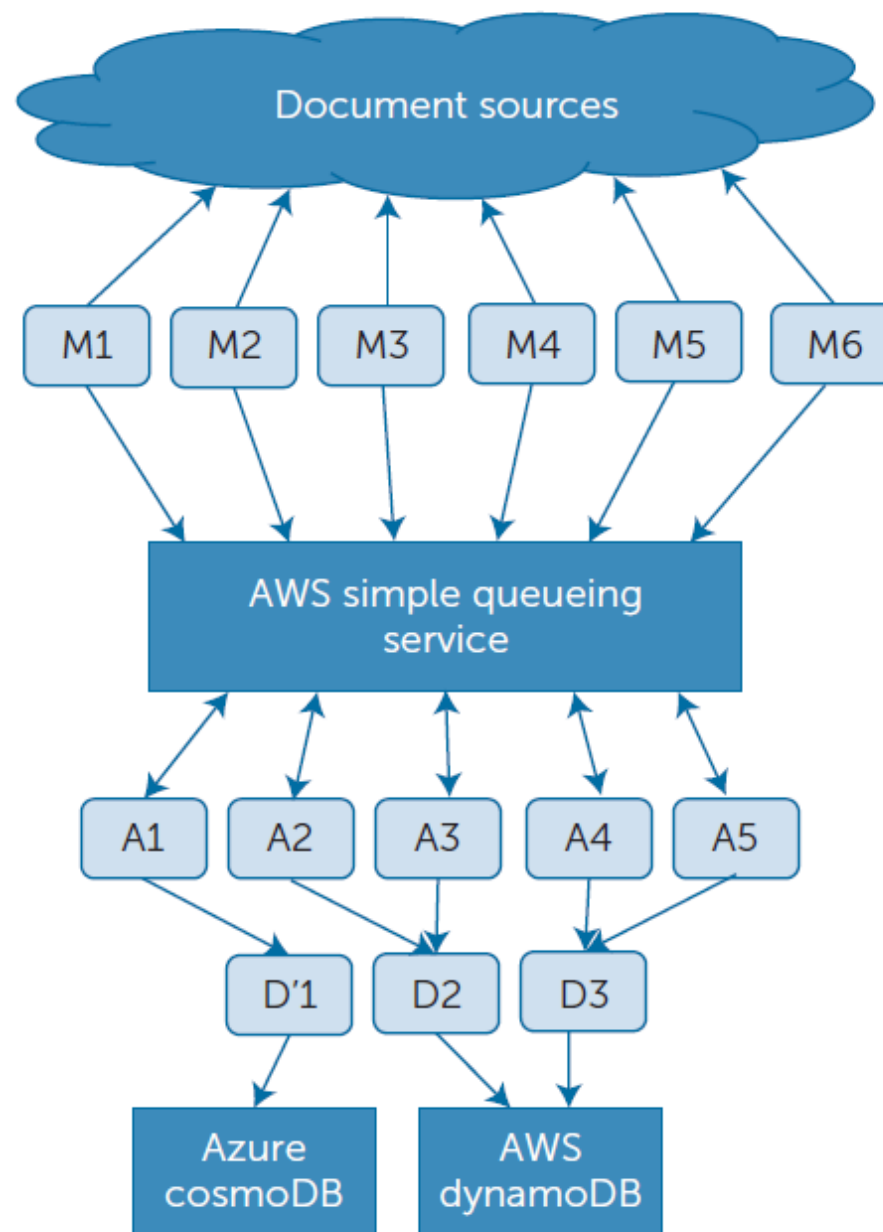 Document sources
M1
M2
M3
M4
M5
M6
AWS simple queueing
service
A1
A2
A3
A4
A5
D'1
D2
D3
Azure
cosmoDB
AWS
dynamoDB